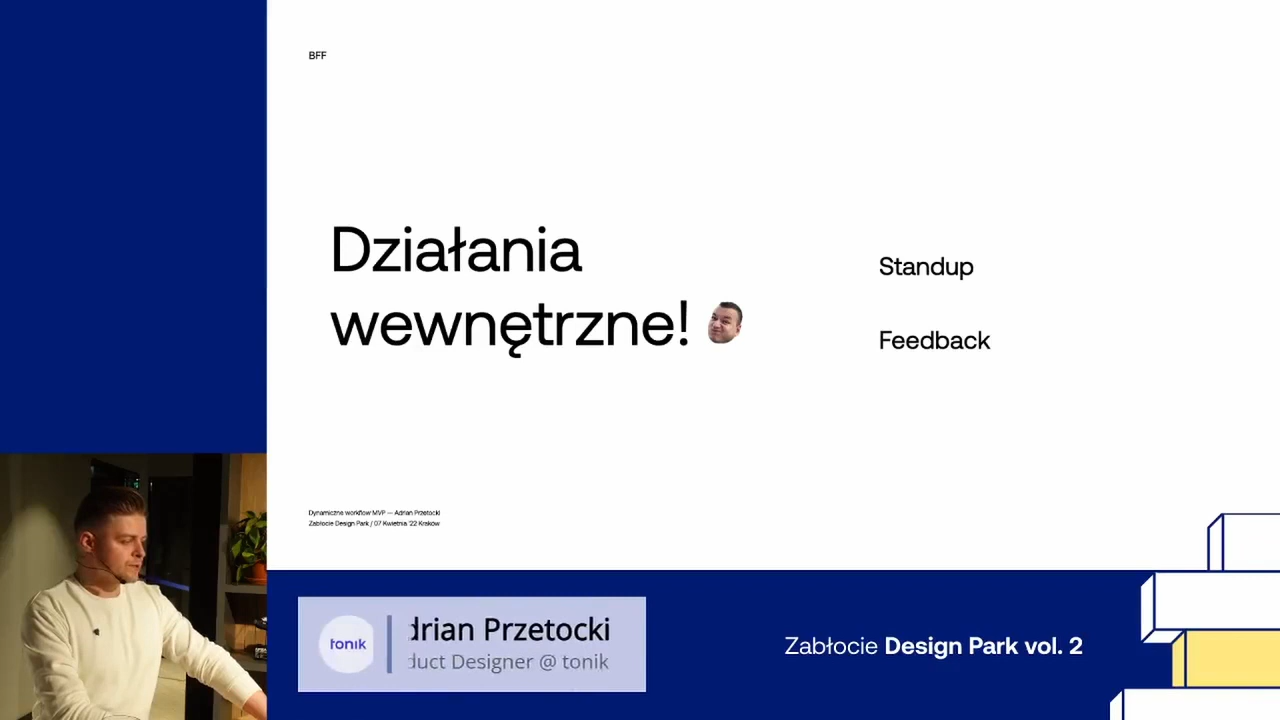 BFF
Działania
wewnętrzne!
Standup
Feedback
Dynamiczne workflow MVP — Adrian Przetocki
Zabłocie Design Park / 07 Kwietnia '22 Kraków
tonik
drian Przetocki
duct Designer @ tonik
Zabłocie Design Park vol. 2